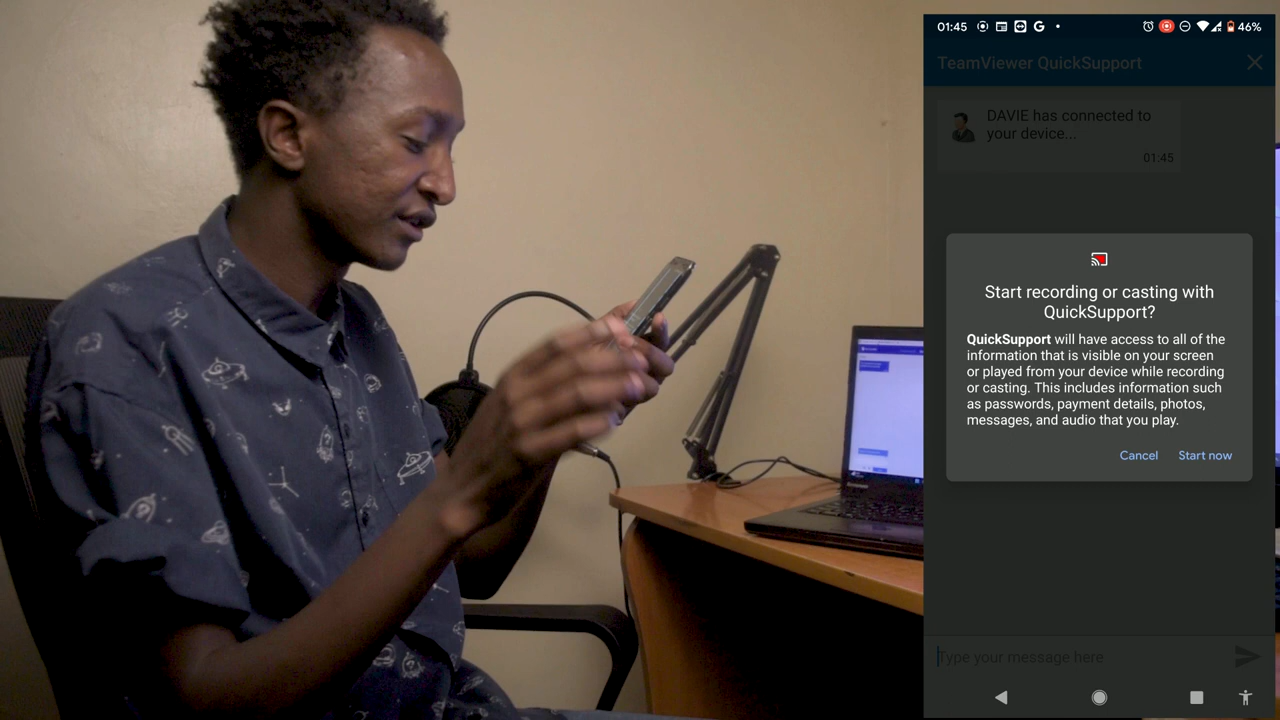 01:45
46%
TeamViewer QuickSupport
DAVIE has connected to
your device...
01:45
Start recording or casting with
QuickSupport?
QuickSupport will have access to all of the
information that is visible on your screen
or played from your device while recording
or casting. This includes information such
as passwords, payment details, photos,
messages, and audio that you play.
Cancel Start now
Type your message here